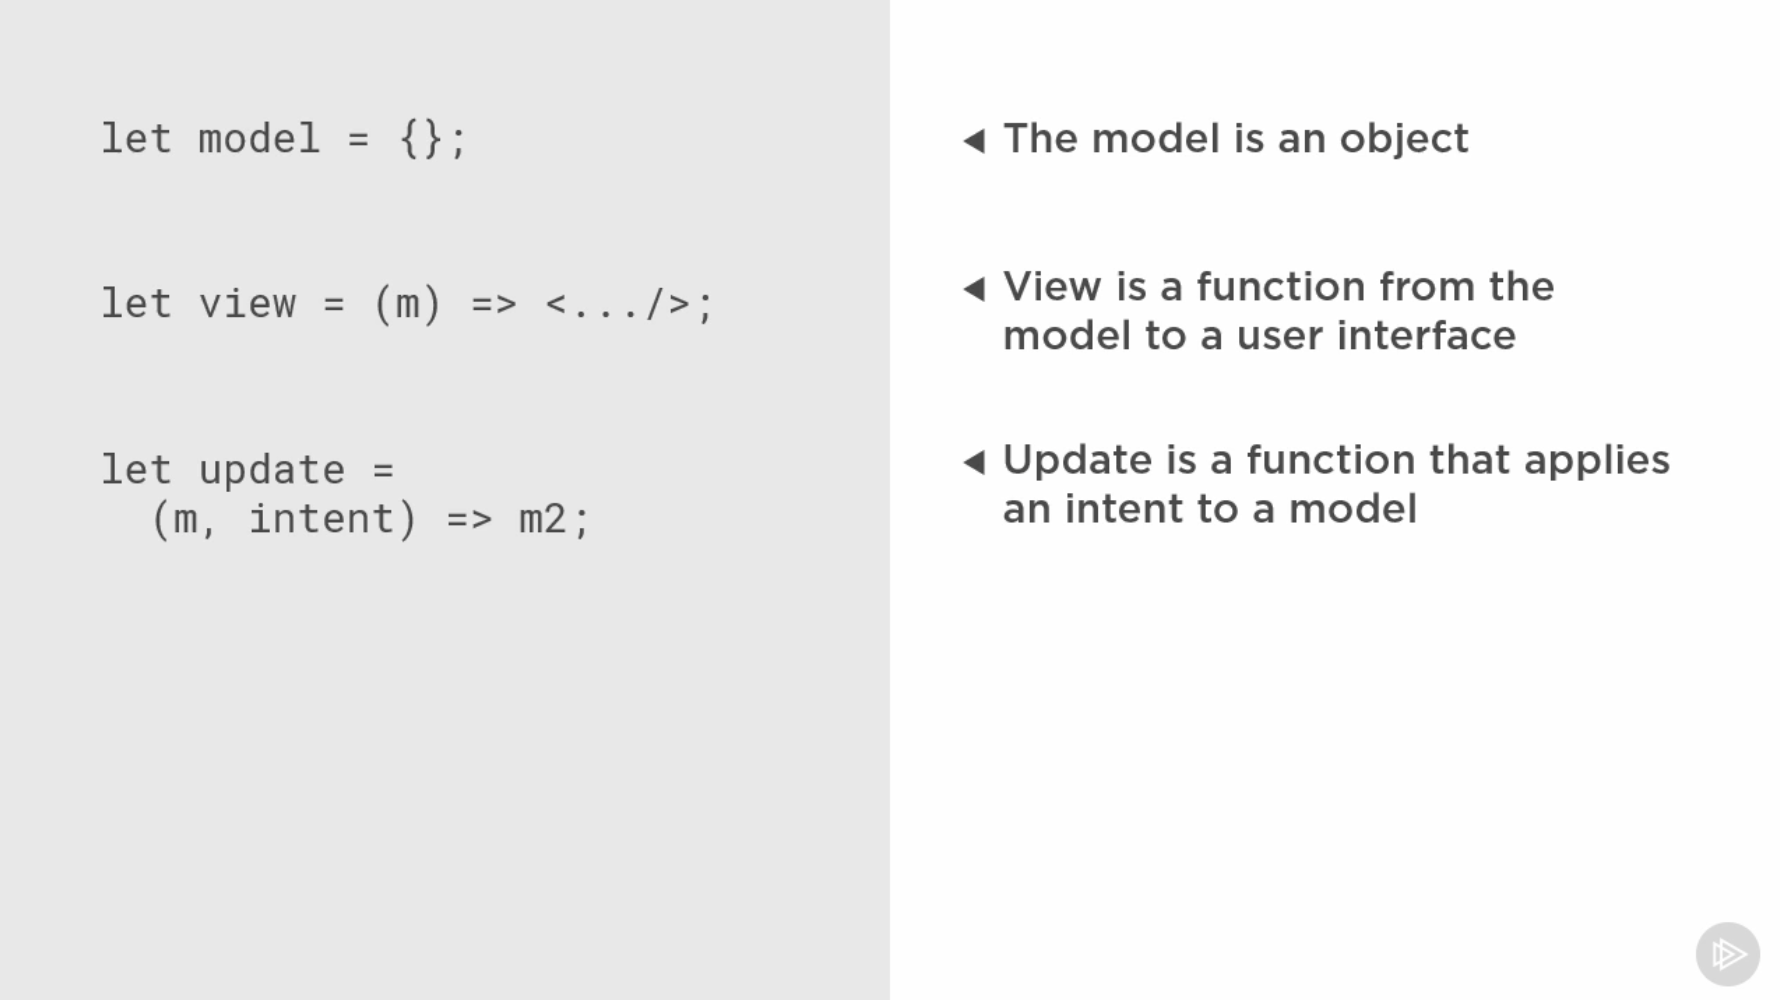 let model = {};
The model is an object
let view = (m) => <.../>;
View is a function from the
model to a user interface
let update =
(m, intent) => m2;
Update is a function that applies
an intent to a model